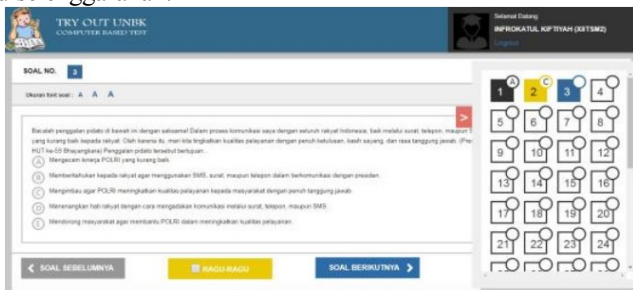 TRY OUT UNBK
COMPUTER BASED TEST
Selamat Datang
INFROKATUL KIFTIYAH (XIITSM2)
Logout
SOAL NO. 3
Ukuran font soal : A A A
>
Bacalah penggalan pidato di bawah ini dengan seksama! Dalam proses komunikasi saya dengan seluruh rakyat Indonesia, baik melalui surat, telepon, maupun S
yang kurang baik kepada rakyat. Oleh karena itu, mari kita tingkatkan kualitas pelayanan dengan penuh ketulusan, kasih sayang, dan rasa tanggung jawab. (Pre
HUT ke-59 Bhayangkara) Penggalan pidato tersebut bertujuan...
A Mengecam kinerja POLRI yang kurang baik.
B Memberitahukan kepada rakyat agar menggunakan SMS, surat, maupun telepon dalam berkomunikasi dengan presiden.
C Mengimbau agar POLRI meningkatkan kualitas pelayanan kepada masyarakat dengan penuh tanggung jawab.
D Menenangkan hati rakyat dengan cara mengadakan komunikasi melalui surat, telepon, maupun SMS.
E Mendorong masyarakat agar membantu POLRI dalam meningkatkan kualitas pelayanan.
SOAL SEBELUMNYA
RAGU-RAGU
SOAL BERIKUTNYA
1 A 2 C 3 4
5 6 7 8
9 10 11 12
13 14 15 16
17 18 19 20
21 22 23 24